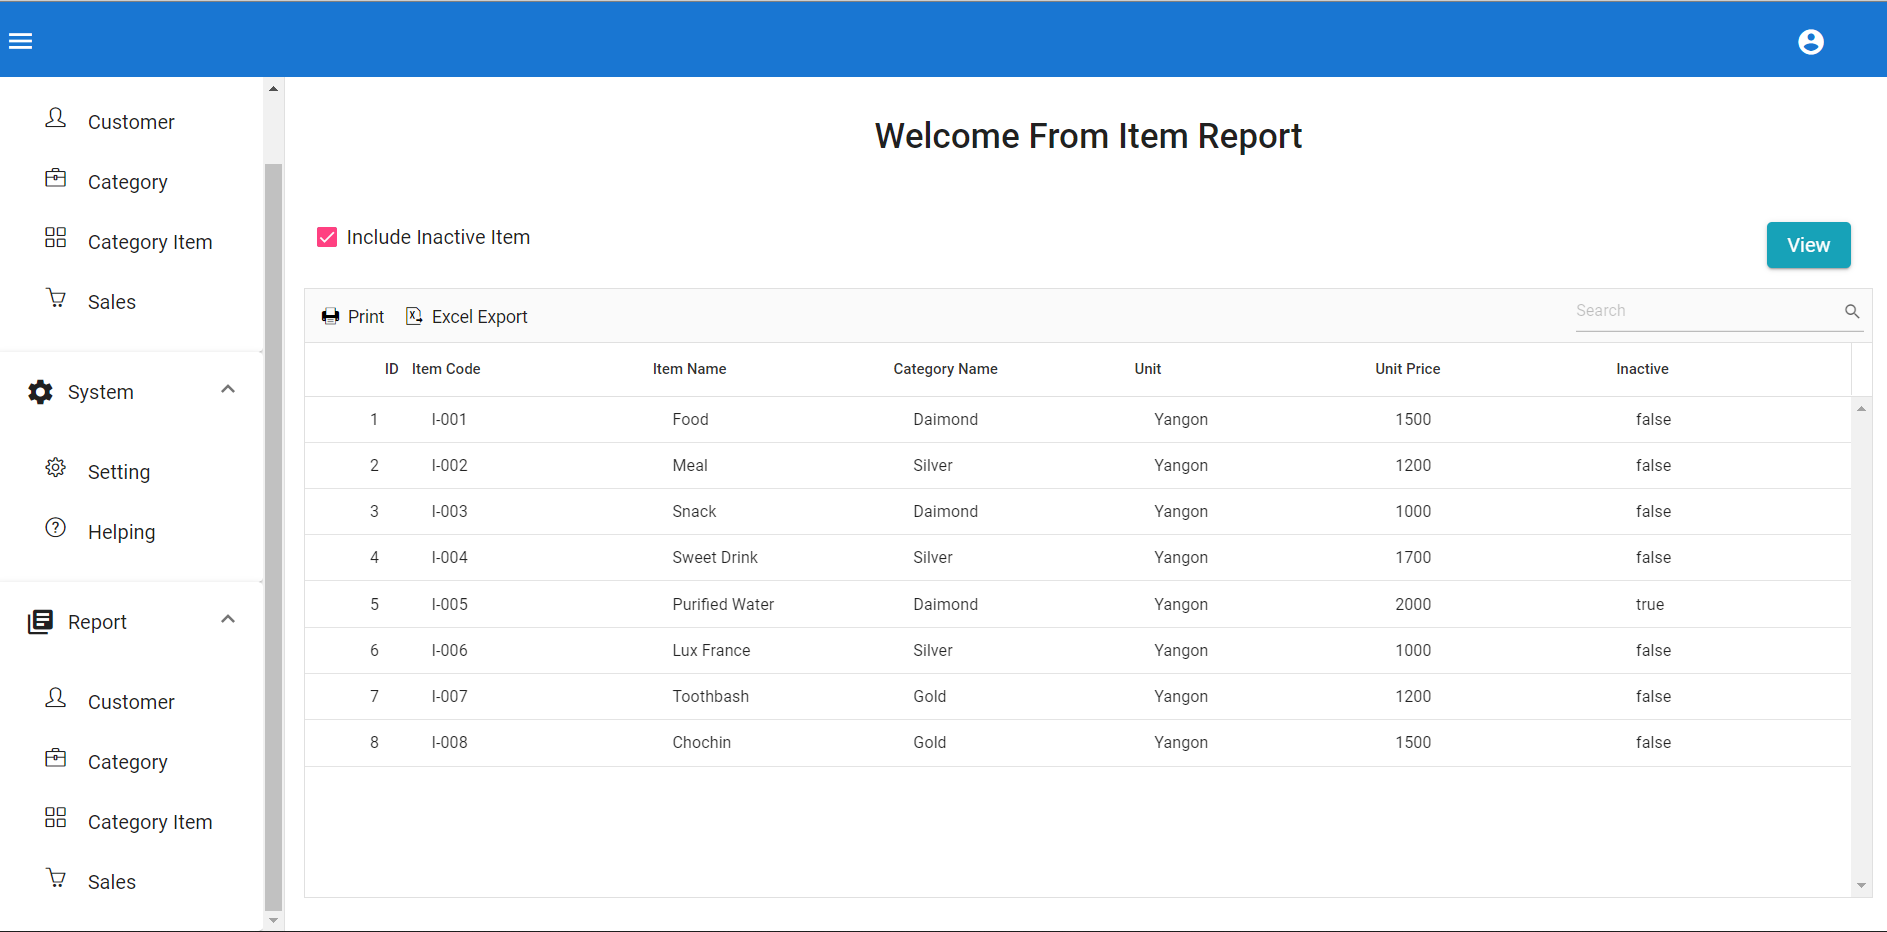 Customer
Category
Category Item
Sales
System
Setting
Helping
Report
Customer
Category
Category Item
Sales
Welcome From Item Report
Include Inactive Item
View
Print Excel Export Search
ID Item Code Item Name Category Name Unit Unit Price Inactive
1 I-001 Food Daimond Yangon 1500 false
2 I-002 Meal Silver Yangon 1200 false
3 I-003 Snack Daimond Yangon 1000 false
4 I-004 Sweet Drink Silver Yangon 1700 false
5 I-005 Purified Water Daimond Yangon 2000 true
6 I-006 Lux France Silver Yangon 1000 false
7 I-007 Toothbash Gold Yangon 1200 false
8 I-008 Chochin Gold Yangon 1500 false